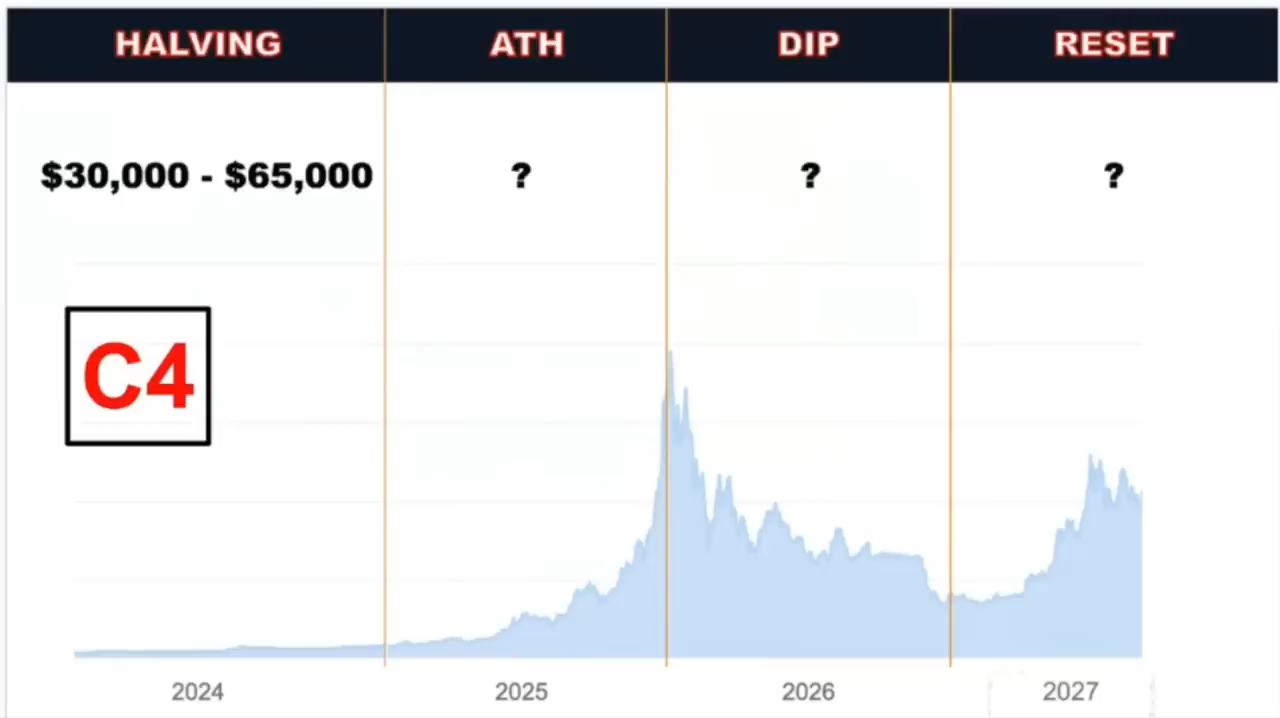 HALVING ATH DIP RESET
$30,000 - $65,000 ? ? ?
C4
2024 2025 2026 2027